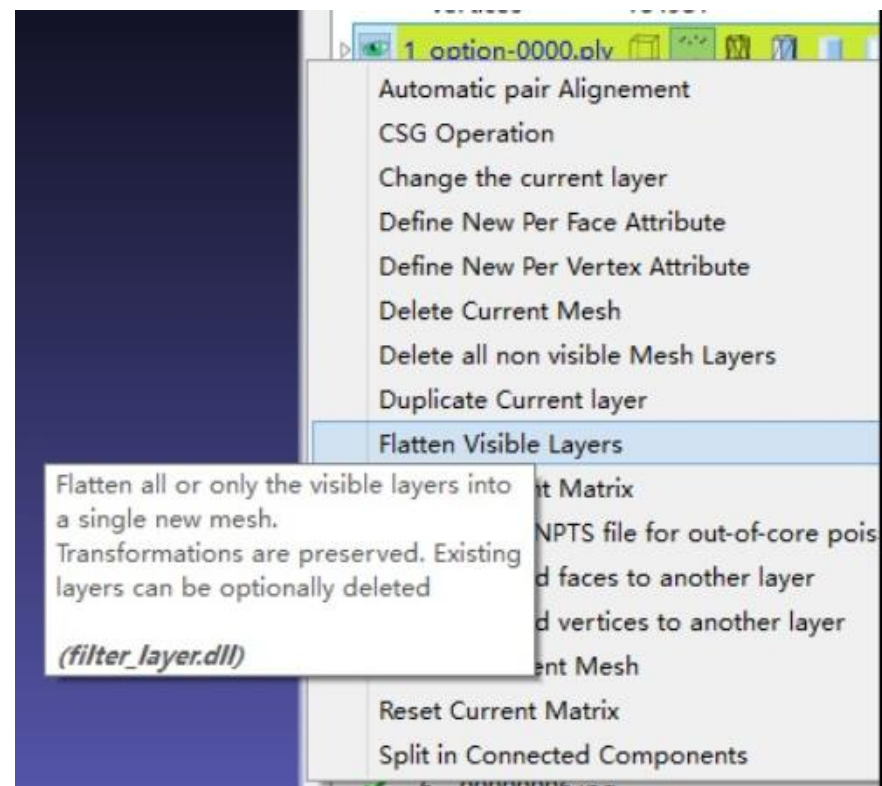 1 option-0000.ply
Automatic pair Alignement
CSG Operation
Change the current layer
Define New Per Face Attribute
Define New Per Vertex Attribute
Delete Current Mesh
Delete all non visible Mesh Layers
Duplicate Current layer
Flatten Visible Layers
Flatten all or only the visible layers into
a single new mesh.
Transformations are preserved. Existing
layers can be optionally deleted
(filter_layer.dll)
Matrix
NPTS file for out-of-core pois
faces to another layer
vertices to another layer
Mesh
Reset Current Matrix
Split in Connected Components